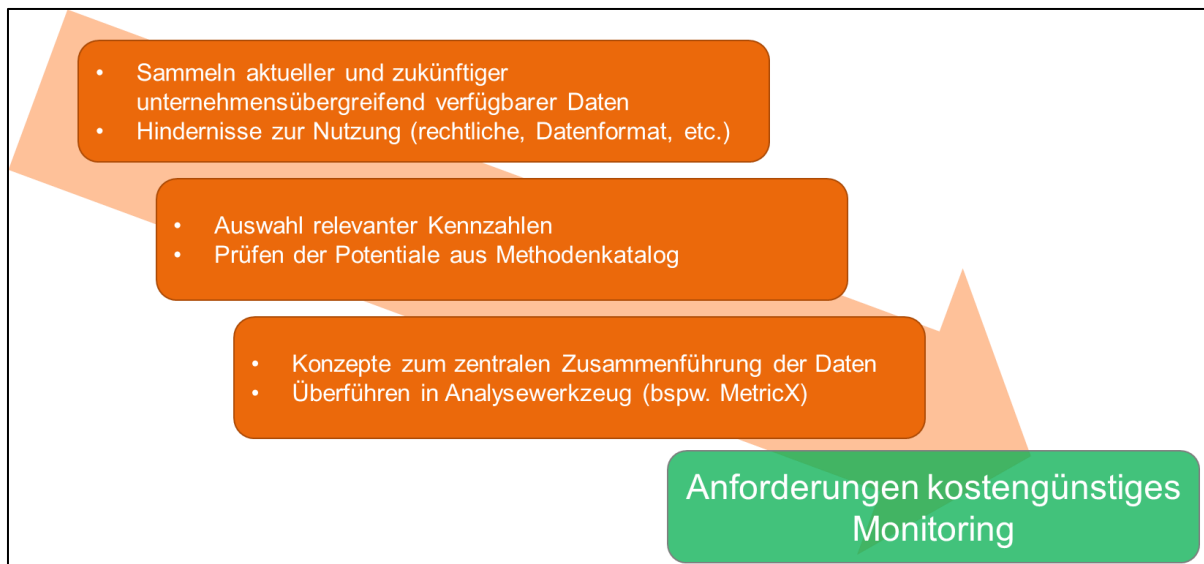 • Sammeln aktueller und zukünftiger
unternehmensübergreifend verfügbarer Daten
• Hindernisse zur Nutzung (rechtliche, Datenformat, etc.)
• Auswahl relevanter Kennzahlen
• Prüfen der Potentiale aus Methodenkatalog
• Konzepte zum zentralen Zusammenführung der Daten
• Überführen in Analysewerkzeug (bspw. MetricX)
Anforderungen kostengünstiges
Monitoring